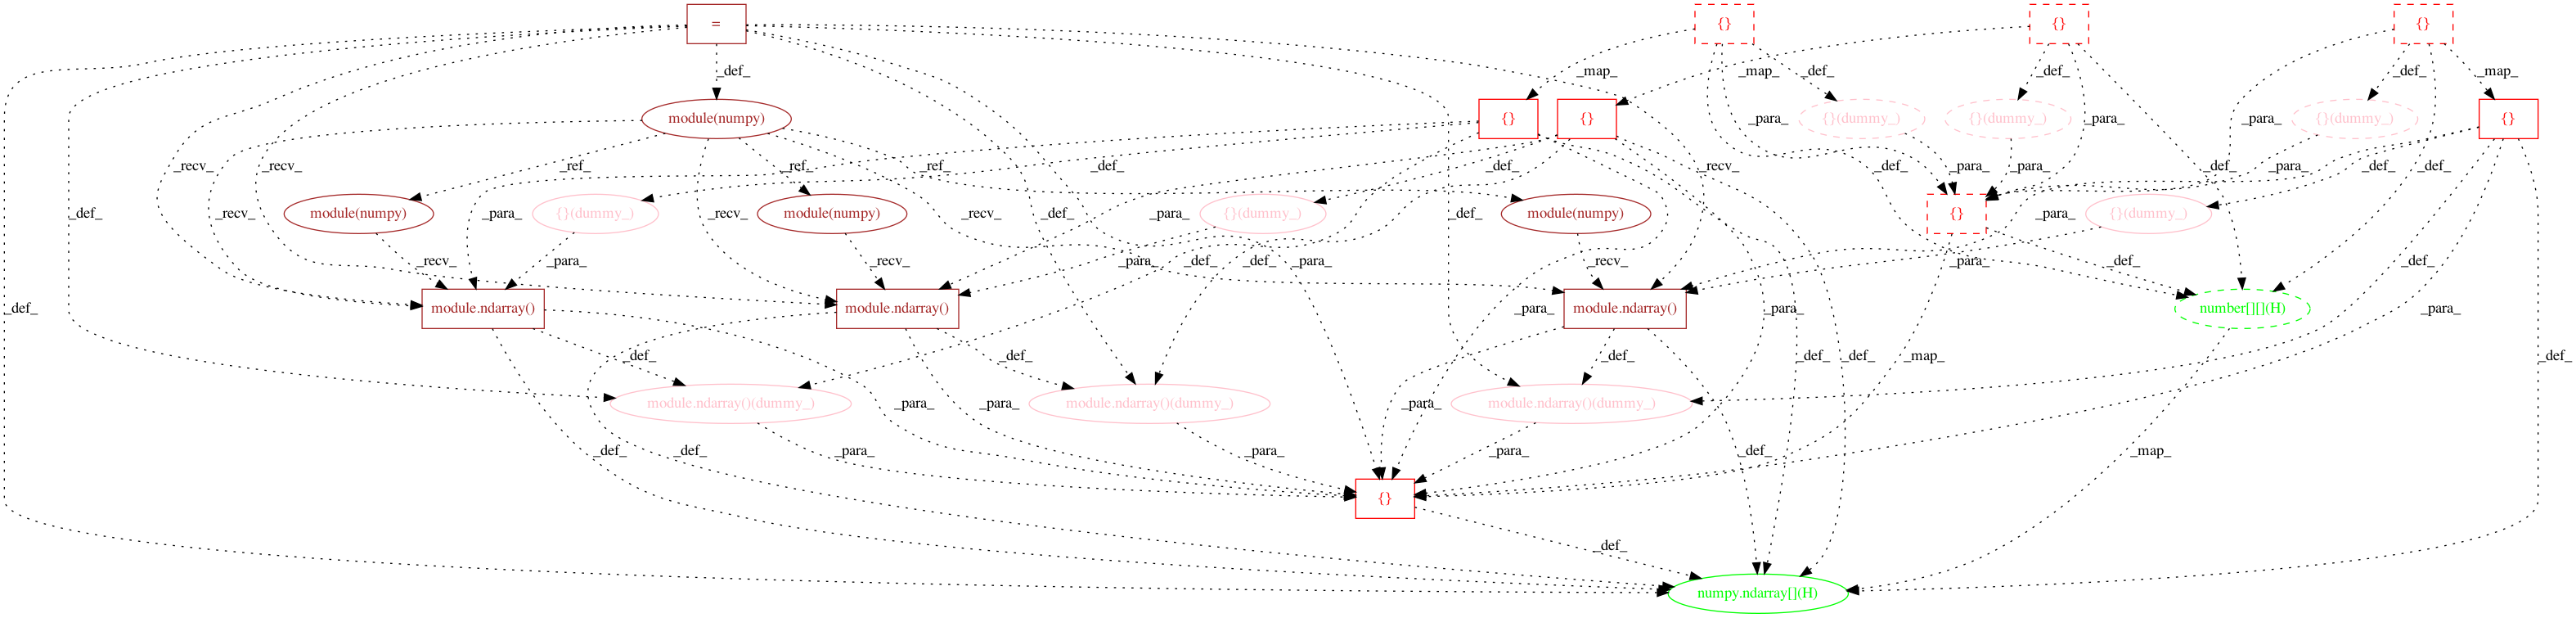 = {} {} {}
_def_ _map_ _map_ _def_ _def_ _def_ _map_
module(numpy) {} {} {}(dummy_) {}(dummy_) {}(dummy_) {}
_para_ _para_ _para_
_recv_ _recv_ _ref_ _ref_ _ref_ _def_ _def_ _recv_ _def_ _para_ _para_ _def_ _para_ _def_ _def_
module(numpy) {}(dummy_) module(numpy) {}(dummy_) module(numpy) {} {}(dummy_)
_def_ _recv_ _para_ _recv_ _recv_ _def_ _para_ _def_ _para_
_recv_ _para_ _recv_ _para_ _def_ _def_ _para_ _recv_ _para_ _def_ _def_
_def_ module.ndarray() module.ndarray() _para_ module.ndarray() _para_ number[][](H) _para_
_def_ _def_ _def_ _def_ _def_ _map_ _def_
module.ndarray()(dummy_) _para_ _para_ module.ndarray()(dummy_) _para_ module.ndarray()(dummy_)
_def_ _def_ _para_ _para_ _para_ _def_ _map_
{}
_def_
numpy.ndarray[](H)